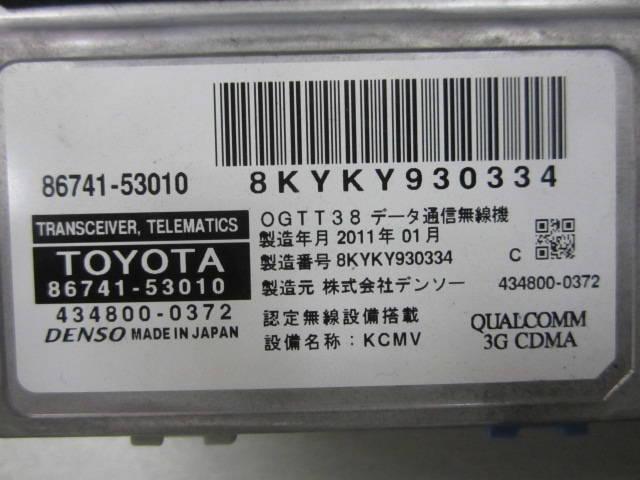 86741-53010
8KYKY930334
TRANSCEIVER, TELEMATICS
TOYOTA
86741-53010
434800-0372
DENSO MADE IN JAPAN
OGTT38 データ通信無線機
製造年月 2011年 01月
製造番号 8KYKY930334
C
製造元 株式会社デンソー
434800-0372
認定無線設備搭載
設備名称：KCMV
QUALCOMM
3G CDMA